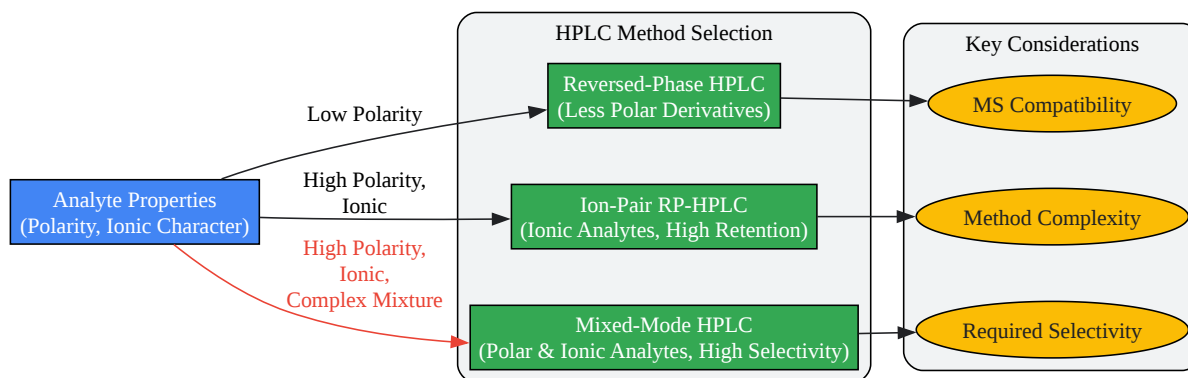 HPLC Method Selection
Key Considerations
Reversed-Phase HPLC
(Less Polar Derivatives)
MS Compatibility
Low Polarity
Analyte Properties
(Polarity, Ionic Character)
High Polarity,
Ionic
Ion-Pair RP-HPLC
(Ionic Analytes, High Retention)
Method Complexity
High Polarity,
Ionic,
Complex Mixture
Mixed-Mode HPLC
(Polar & Ionic Analytes, High Selectivity)
Required Selectivity